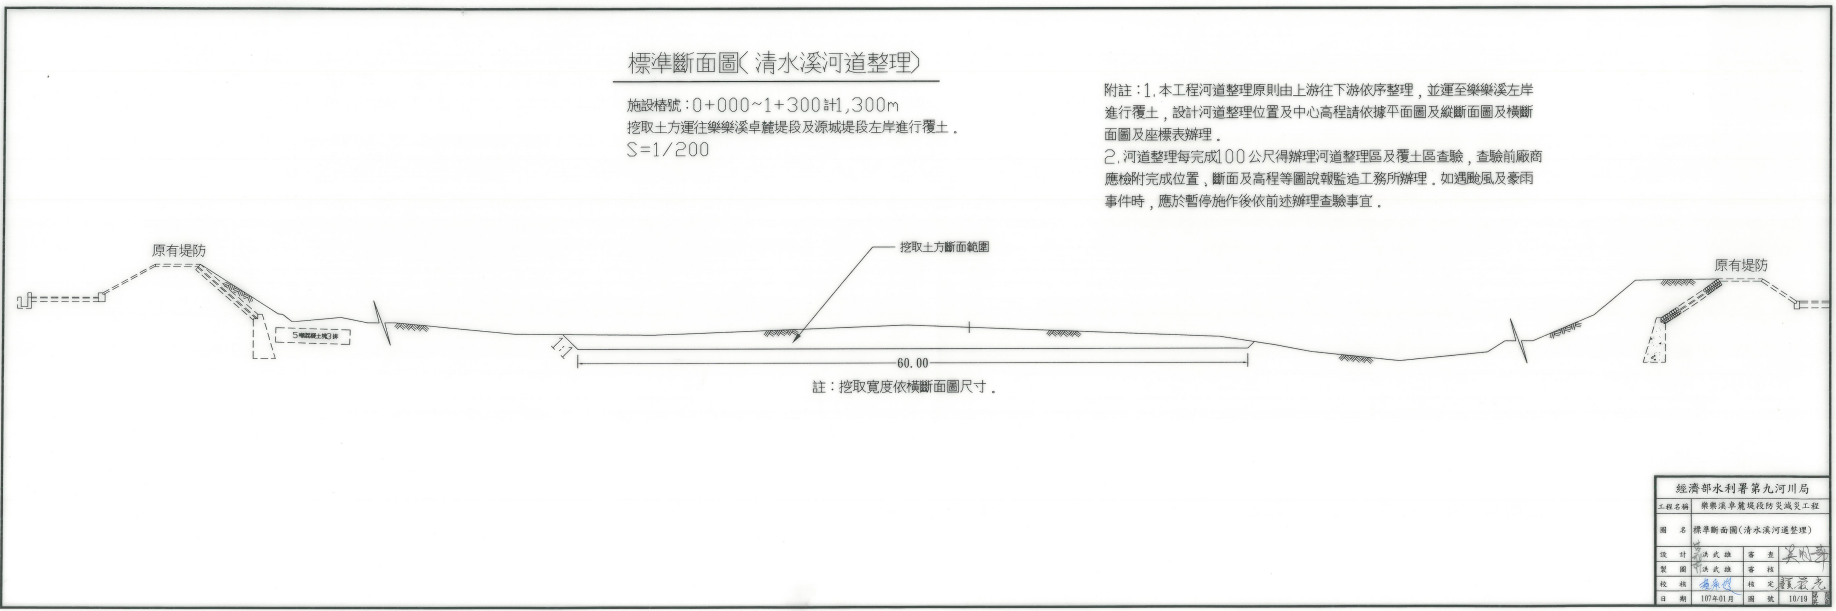 標準斷面圖(清水溪河道整理)
施設樁號:0+000~1+300計1,300m
挖取土方運往樂樂溪卓麓堤段及源城堤段左岸進行覆土.
S=1/200
附註:1.本工程河道整理原則由上游往下游依序整理,並運至樂樂溪左岸
進行覆土,設計河道整理位置及中心高程請依據平面圖及縱斷面圖及橫斷
面圖及座標表辦理.
2.河道整理每完成100公尺得辦理河道整理區及覆土區查驗,查驗前廠商
應檢附完成位置,斷面及高程等圖說報監造工務所辦理.如遇颱風及豪雨
事件時,應於暫停施作後依前述辦理查驗事宜.
原有堤防
挖取土方斷面範圍
原有堤防
1:1
60.00
註:挖取寬度依橫斷面圖尺寸.
經濟部水利署第九河川局
工程名稱 樂樂溪卓麓堤段防災減災工程
圖名 標準斷面圖(清水溪河道整理)
設計 洪武雄 審查
製圖 洪武雄 審核
校核 核定
日期 107年01月 圖號 10/19